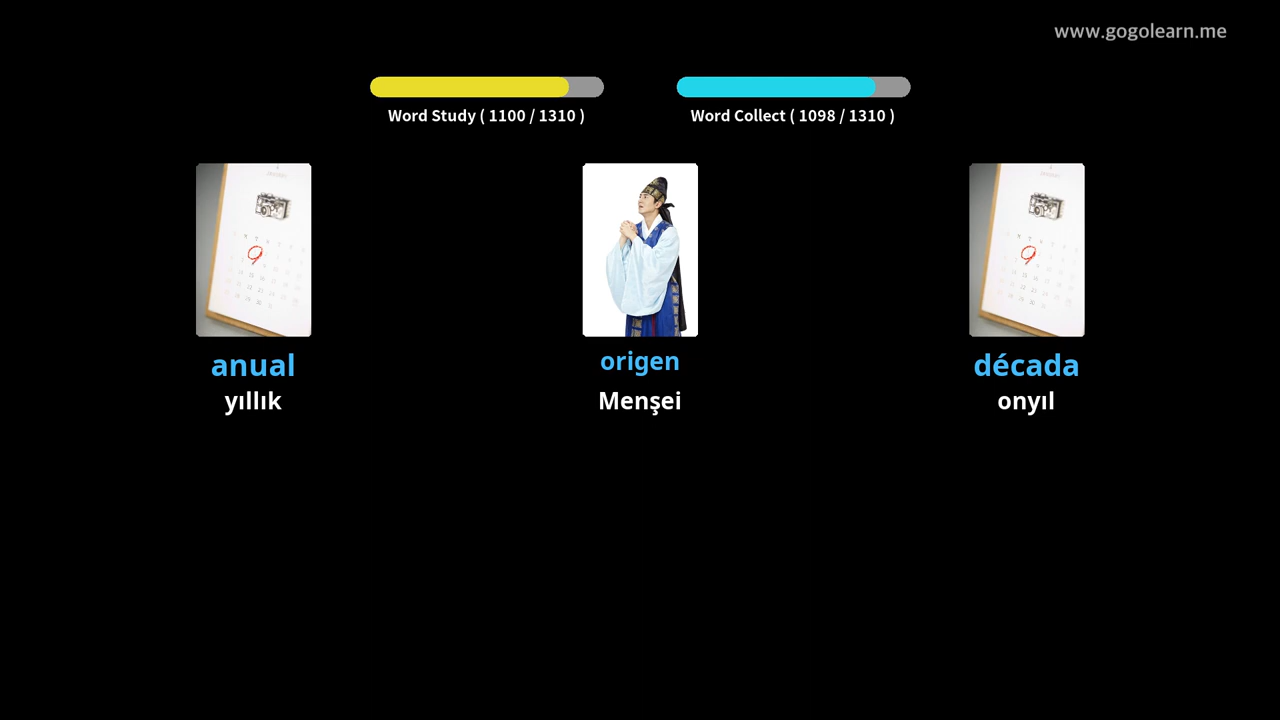 www.gogolearn.me
Word Study ( 1100 / 1310 )
Word Collect ( 1098 / 1310 )
anual
yıllık
origen
Menşei
década
onyıl